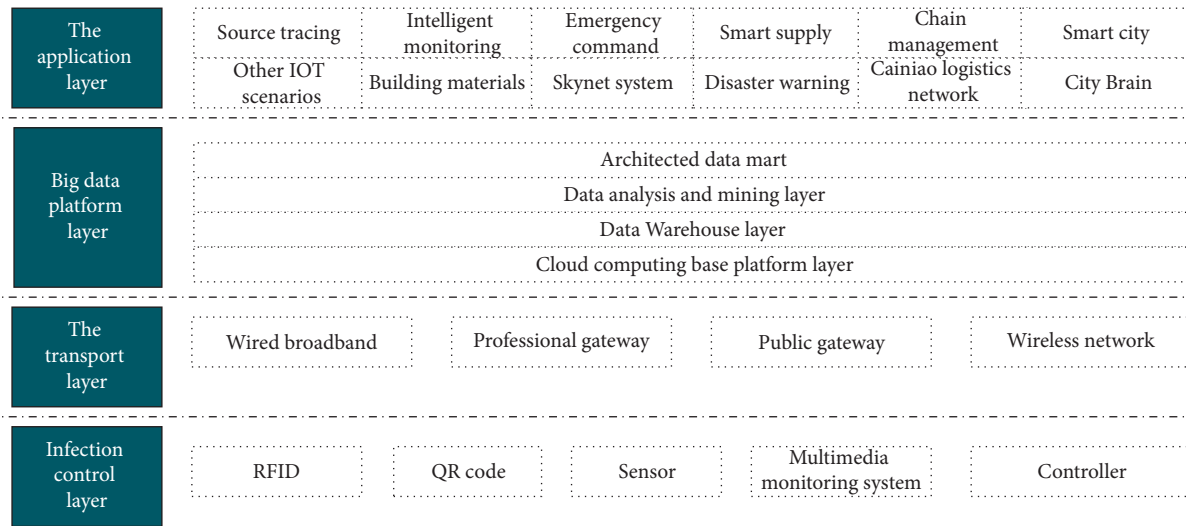 The
application
layer
Source tracing
Intelligent
monitoring
Emergency
command
Smart supply
Chain
management
Smart city
Other IOT
scenarios
Building materials
Skynet system
Disaster warning
Cainiao logistics
network
City Brain
Big data
platform
layer
Architected data mart
Data analysis and mining layer
Data Warehouse layer
Cloud computing base platform layer
The
transport
layer
Wired broadband
Professional gateway
Public gateway
Wireless network
Infection
control
layer
RFID
QR code
Sensor
Multimedia
monitoring system
Controller